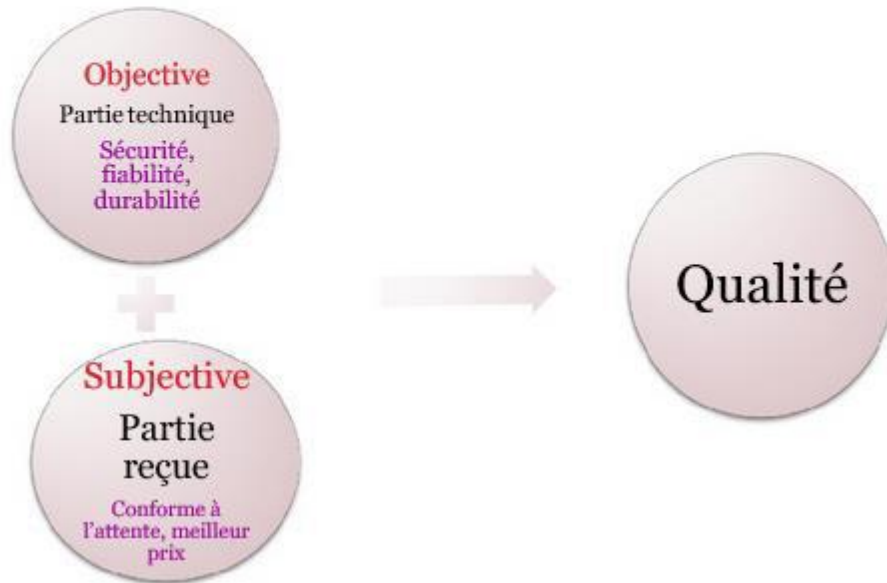 Objective
Partie technique
Sécurité,
fiabilité,
durabilité
Subjective
Partie
reçue
Conforme à
l'attente, meilleur
prix
Qualité